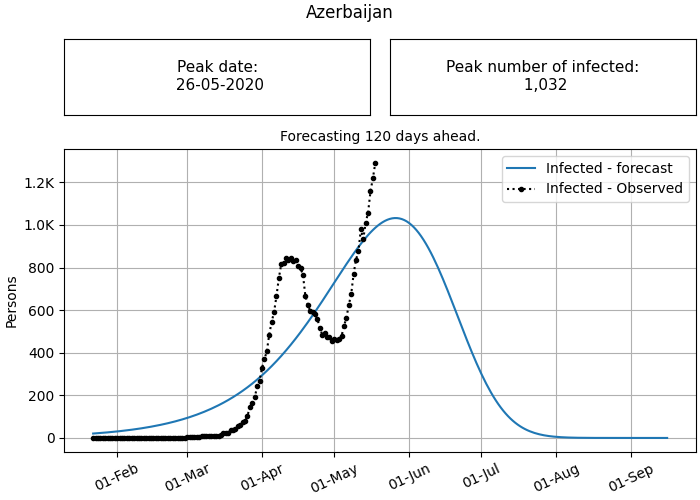 Azerbaijan
Peak date:
26-05-2020
Peak number of infected:
1,032
Forecasting 120 days ahead.
Infected - forecast
Infected - Observed
Persons
1.2K
1.0K
800
600
400
200
0
01-Feb
01-Mar
01-Apr
01-May
01-Jun
01-Jul
01-Aug
01-Sep